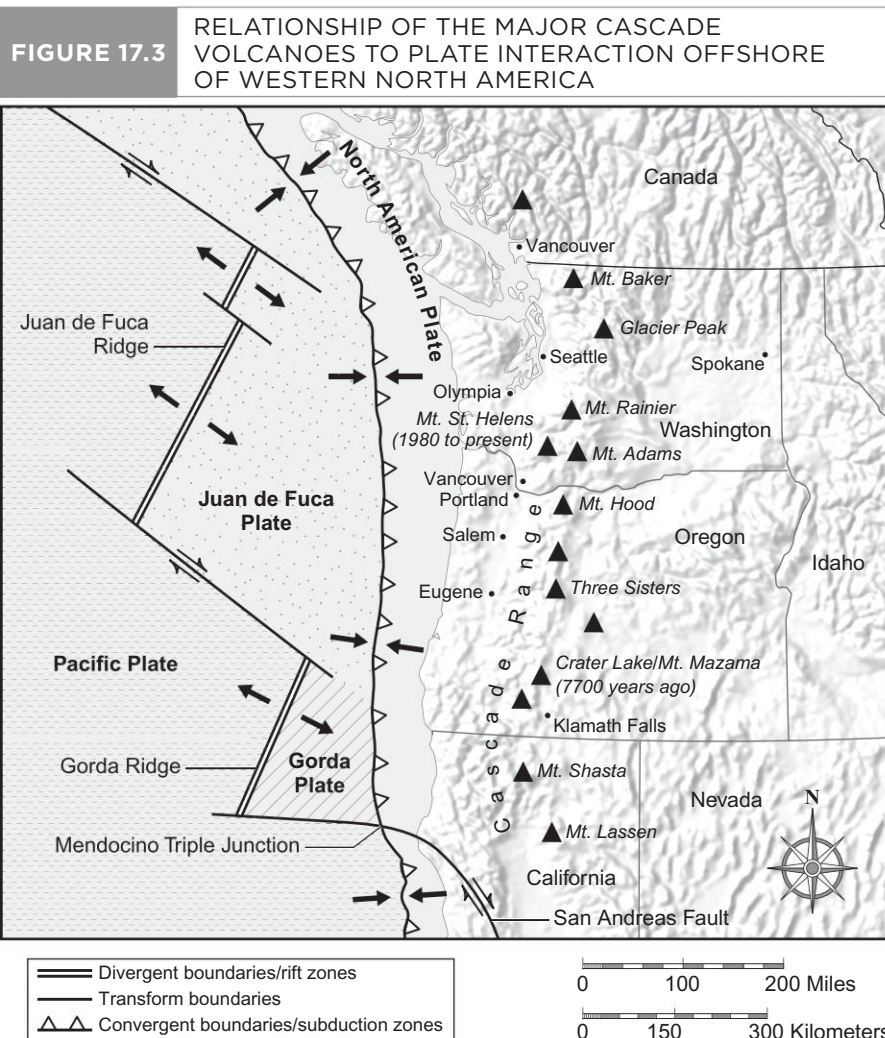 FIGURE 17.3
RELATIONSHIP OF THE MAJOR CASCADE
VOLCANOES TO PLATE INTERACTION OFFSHORE
OF WESTERN NORTH AMERICA
North American Plate
Canada
Vancouver
Mt. Baker
Juan de Fuca
Ridge
Glacier Peak
Seattle
Spokane
Olympia
Mt. Rainier
Mt. St. Helens
(1980 to present)
Washington
Mt. Adams
Vancouver
Portland
Juan de Fuca
Plate
Mt. Hood
Salem
Oregon
Idaho
Eugene
Three Sisters
Cascade Range
Pacific Plate
Crater Lake/Mt. Mazama
(7700 years ago)
Klamath Falls
Gorda Ridge
Gorda
Plate
Mt. Shasta
Nevada
N
Mendocino Triple Junction
Mt. Lassen
California
San Andreas Fault
Divergent boundaries/rift zones
Transform boundaries
Convergent boundaries/subduction zones
0 100 200 Miles
0 150 300 Kilometers